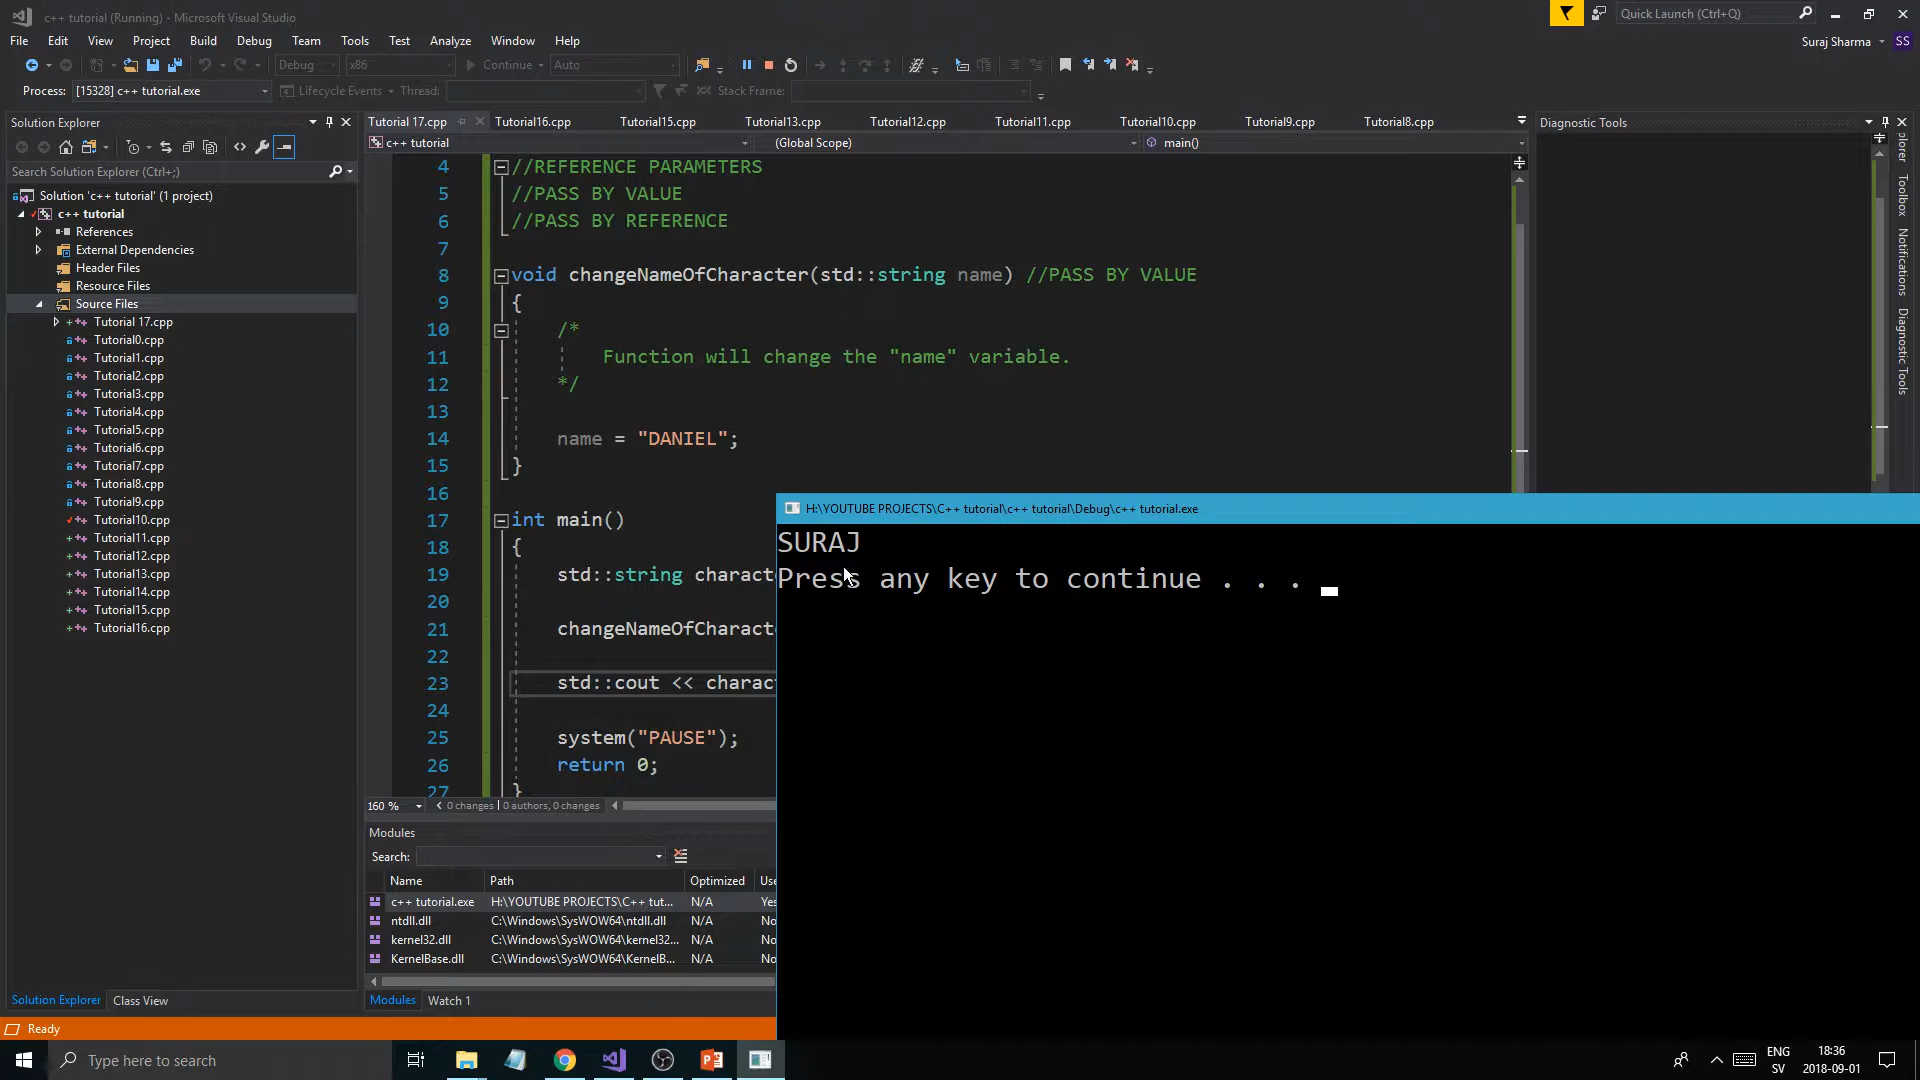 c++ tutorial (Running) - Microsoft Visual Studio
Quick Launch (Ctrl+Q)
File Edit View Project Build Debug Team Tools Test Analyze Window Help
Suraj Sharma SS
Debug x86 Continue Auto
Process: [15328] c++ tutorial.exe Lifecycle Events Thread: Stack Frame:
Solution Explorer
Search Solution Explorer (Ctrl+;)
Solution 'c++ tutorial' (1 project)
c++ tutorial
References
External Dependencies
Header Files
Resource Files
Source Files
Tutorial 17.cpp
Tutorial0.cpp
Tutorial1.cpp
Tutorial2.cpp
Tutorial3.cpp
Tutorial4.cpp
Tutorial5.cpp
Tutorial6.cpp
Tutorial7.cpp
Tutorial8.cpp
Tutorial9.cpp
Tutorial10.cpp
Tutorial11.cpp
Tutorial12.cpp
Tutorial13.cpp
Tutorial14.cpp
Tutorial15.cpp
Tutorial16.cpp
Solution Explorer Class View
Tutorial 17.cpp Tutorial16.cpp Tutorial15.cpp Tutorial13.cpp Tutorial12.cpp Tutorial11.cpp Tutorial10.cpp Tutorial9.cpp Tutorial8.cpp
c++ tutorial (Global Scope) main()
4 //REFERENCE PARAMETERS
5 //PASS BY VALUE
6 //PASS BY REFERENCE
7
8 void changeNameOfCharacter(std::string name) //PASS BY VALUE
9 {
10 /*
11 Function will change the "name" variable.
12 */
13
14 name = "DANIEL";
15 }
16
17 int main()
18 {
19 std::string charact
20
21 changeNameOfCharact
22
23 std::cout << charac
24
25 system("PAUSE");
26 return 0;
27 }
160 % 0 changes | 0 authors, 0 changes
Modules
Search:
Name Path Optimized Use
c++ tutorial.exe H:\YOUTUBE PROJECTS\C++ tut... N/A Yes
ntdll.dll C:\Windows\SysWOW64\ntdll.dll N/A No
kernel32.dll C:\Windows\SysWOW64\kernel32... N/A No
KernelBase.dll C:\Windows\SysWOW64\KernelB... N/A No
Modules Watch 1
Diagnostic Tools
plorer
Toolbox
Notifications
Diagnostic Tools
H:\YOUTUBE PROJECTS\C++ tutorial\c++ tutorial\Debug\c++ tutorial.exe
SURAJ
Press any key to continue . . .
Ready
Type here to search
ENG
SV
18:36
2018-09-01